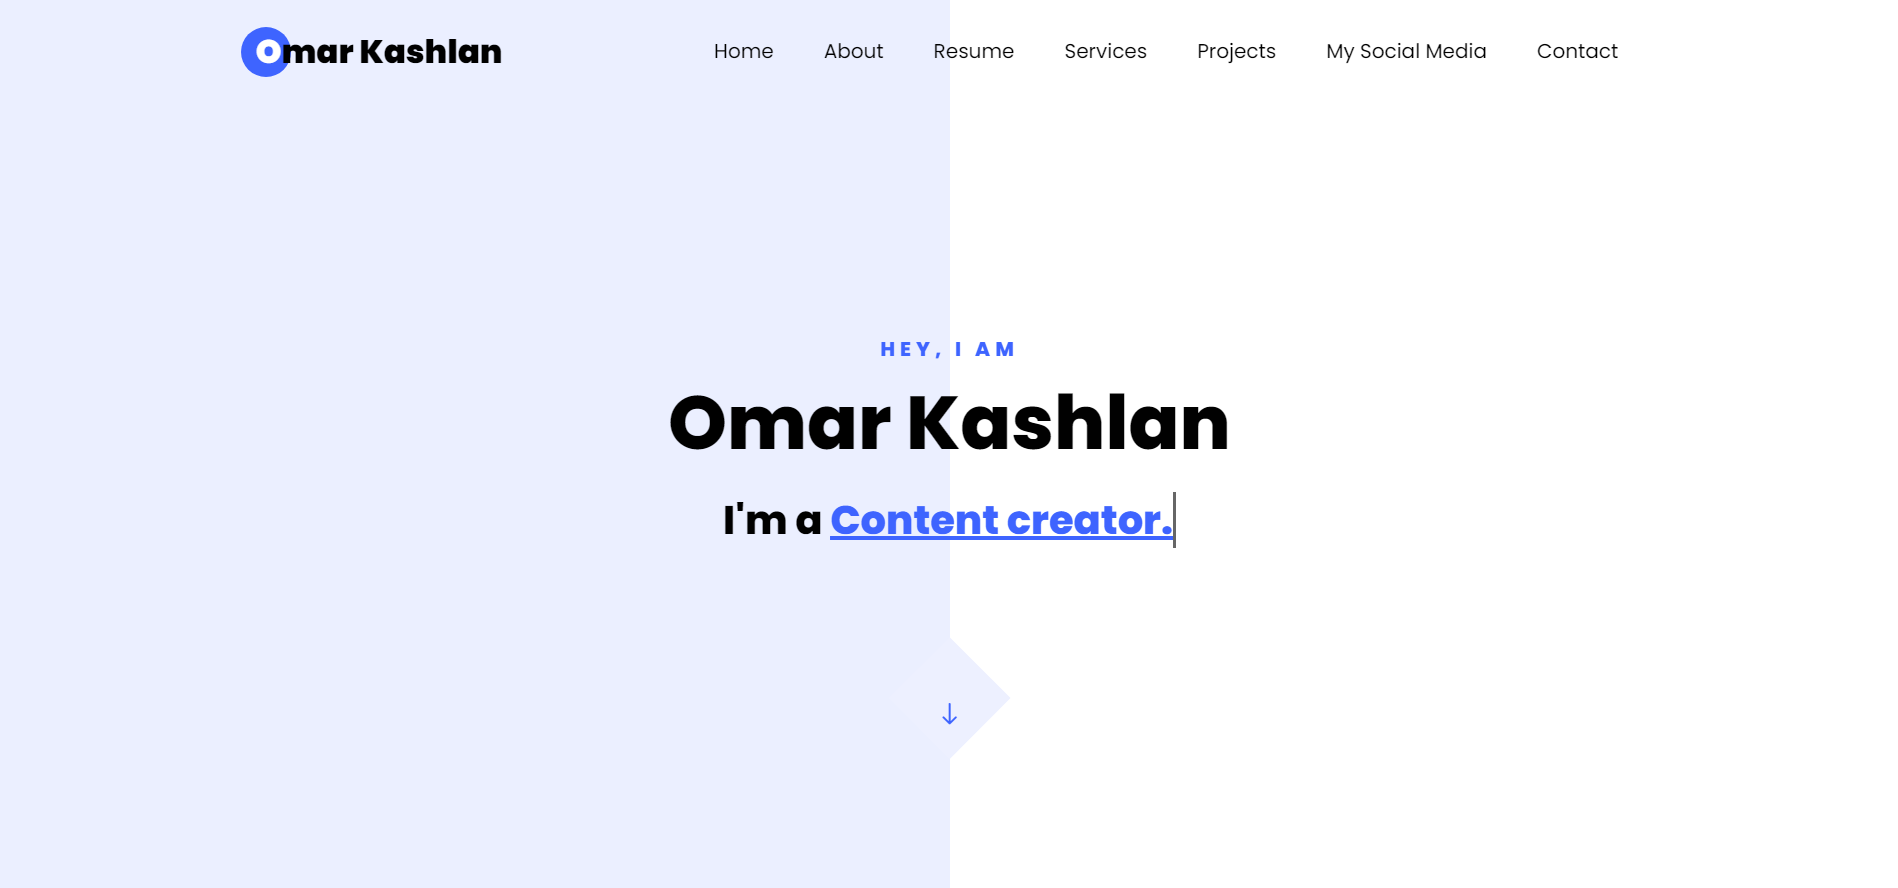 Omar Kashlan
Home About Resume Services Projects My Social Media Contact
HEY, I AM
Omar Kashlan
I'm a Content creator.